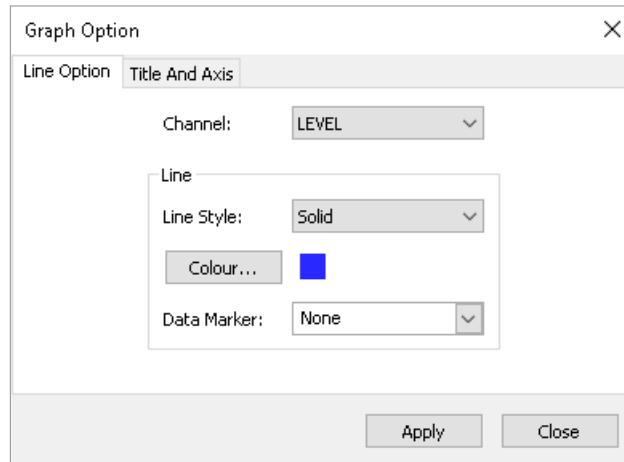 Graph Option
Line Option
Title And Axis
Channel:
LEVEL
Line
Line Style:
Solid
Colour...
Data Marker:
None
Apply
Close